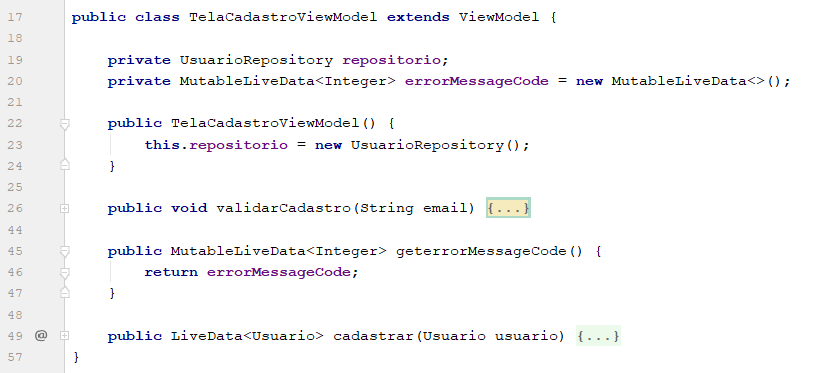 17 public class TelaCadastroViewModel extends ViewModel {
18
19 private UsuarioRepository repositorio;
20 private MutableLiveData<Integer> errorMessageCode = new MutableLiveData<>();
21
22 public TelaCadastroViewModel() {
23 this.repositorio = new UsuarioRepository();
24 }
25
26 public void validarCadastro(String email) {...}
44
45 public MutableLiveData<Integer> geterrorMessageCode() {
46 return errorMessageCode;
47 }
48
49 @ public LiveData<Usuario> cadastrar(Usuario usuario) {...}
57 }